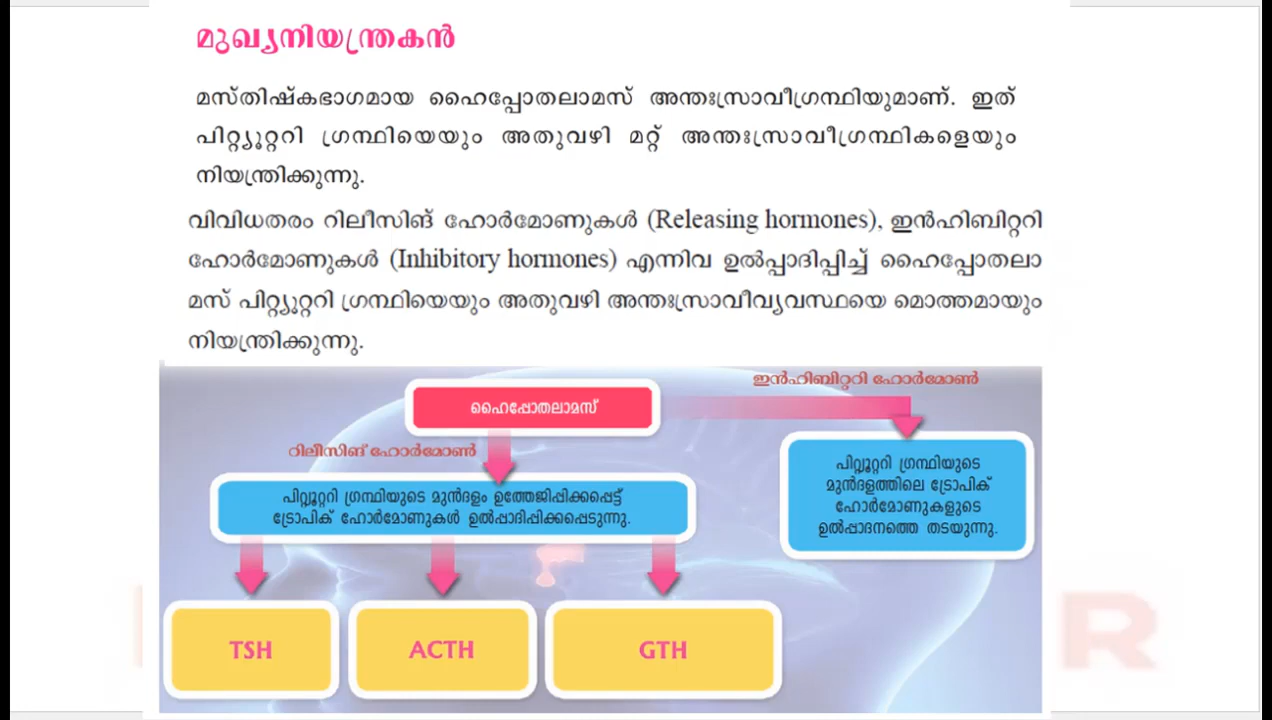 മുഖ്യനിയന്ത്രകൻ
മസ്തിഷ്കഭാഗമായ ഹൈപ്പോതലാമസ് അന്തഃസ്രാവീഗ്രന്ഥിയുമാണ്. ഇത്
പിറ്റ്യൂറ്ററി ഗ്രന്ഥിയെയും അതുവഴി മറ്റ് അന്തഃസ്രാവീഗ്രന്ഥികളെയും
നിയന്ത്രിക്കുന്നു.
വിവിധതരം റിലീസിങ് ഹോർമോണുകൾ (Releasing hormones), ഇൻഹിബിറ്ററി
ഹോർമോണുകൾ (Inhibitory hormones) എന്നിവ ഉൽപ്പാദിപ്പിച്ച് ഹൈപ്പോതലാ
മസ് പിറ്റ്യൂറ്ററി ഗ്രന്ഥിയെയും അതുവഴി അന്തഃസ്രാവീവ്യവസ്ഥയെ മൊത്തമായും
നിയന്ത്രിക്കുന്നു.
ഇൻഹിബിറ്ററി ഹോർമോൺ
ഹൈപ്പോതലാമസ്
റിലീസിങ് ഹോർമോൺ
പിറ്റ്യൂറ്ററി ഗ്രന്ഥിയുടെ മുൻദളം ഉത്തേജിപ്പിക്കപ്പെട്ട്
ട്രോപിക് ഹോർമോണുകൾ ഉൽപ്പാദിപ്പിക്കപ്പെടുന്നു.
പിറ്റ്യൂറ്ററി ഗ്രന്ഥിയുടെ
മുൻദളത്തിലെ ട്രോപിക്
ഹോർമോണുകളുടെ
ഉൽപ്പാദനത്തെ തടയുന്നു.
TSH
ACTH
GTH
R